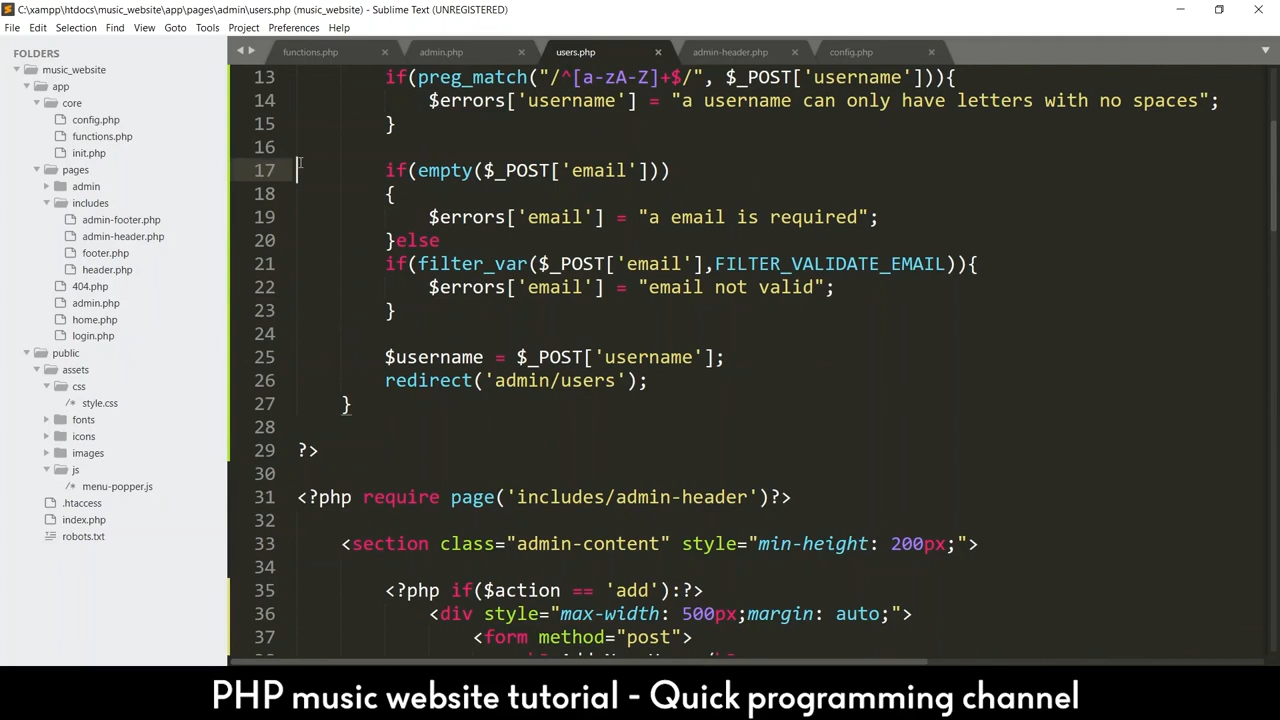 C:\xampp\htdocs\music_website\app\pages\admin\users.php (music_website) - Sublime Text (UNREGISTERED)
File Edit Selection Find View Goto Tools Project Preferences Help
FOLDERS
music_website
app
core
config.php
functions.php
init.php
pages
admin
includes
admin-footer.php
admin-header.php
footer.php
header.php
404.php
admin.php
home.php
login.php
public
assets
css
/* style.css
fonts
icons
images
js
/* menu-popper.js
.htaccess
index.php
robots.txt
functions.php admin.php users.php admin-header.php config.php
13 if(preg_match("/^[a-zA-Z]+$/", $_POST['username'])){
14 $errors['username'] = "a username can only have letters with no spaces";
15 }
16
17 if(empty($_POST['email']))
18 {
19 $errors['email'] = "a email is required";
20 }else
21 if(filter_var($_POST['email'],FILTER_VALIDATE_EMAIL)){
22 $errors['email'] = "email not valid";
23 }
24
25 $username = $_POST['username'];
26 redirect('admin/users');
27 }
28
29 ?>
30
31 <?php require page('includes/admin-header')?>
32
33 <section class="admin-content" style="min-height: 200px;">
34
35 <?php if($action == 'add'):?>
36 <div style="max-width: 500px;margin: auto;">
37 <form method="post">
PHP music website tutorial - Quick programming channel